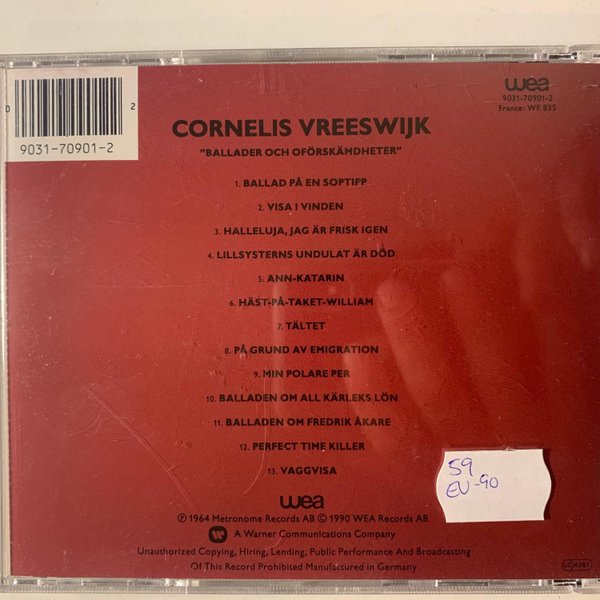 wea
9031-70901-2
France: WE 835
0
2
9031-70901-2
CORNELIS VREESWIJK
"BALLADER OCH OFÖRSKÄMDHETER"
1. BALLAD PÅ EN SOPTIPP
2. VISA I VINDEN
3. HALLELUJA, JAG ÄR FRISK IGEN
4. LILLSYSTERNS UNDULAT ÄR DÖD
5. ANN-KATARIN
6. HÄST-PÅ-TAKET-WILLIAM
7. TÄLTET
8. PÅ GRUND AV EMIGRATION
9. MIN POLARE PER
10. BALLADEN OM ALL KÄRLEKS LÖN
11. BALLADEN OM FREDRIK ÅKARE
12. PERFECT TIME KILLER
13. VAGGVISA
59
EU-90
wea
℗ 1964 Metronome Records AB © 1990 WEA Records AB
A Warner Communications Company
Unauthorized Copying, Hiring, Lending, Public Performance And Broadcasting
Of This Record Prohibited Manufactured in Germany
LC 4281